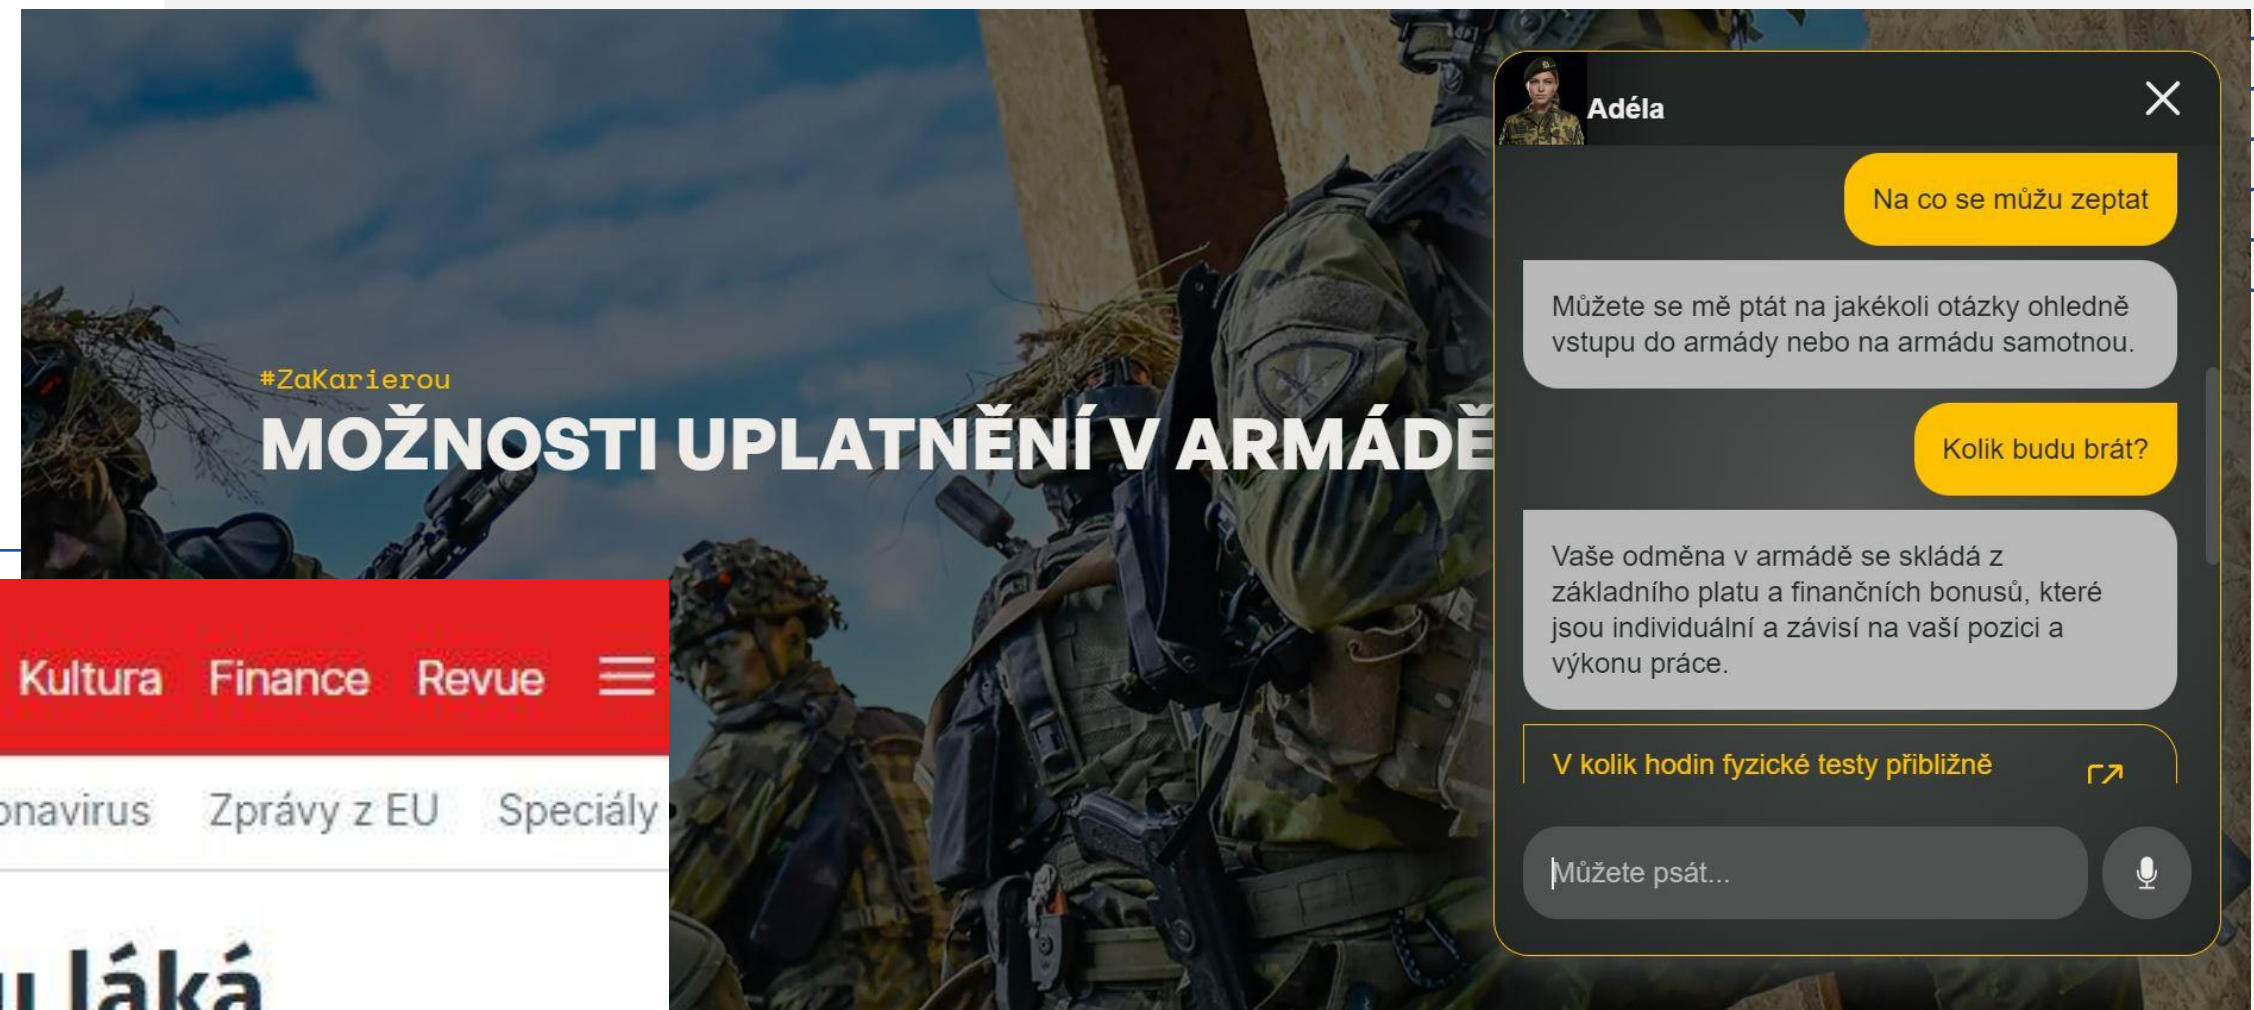 #ZaKarierou
MOŽNOSTI UPLATNĚNÍ V ARMÁDĚ
Adéla
Na co se můžu zeptat
Můžete se mě ptát na jakékoli otázky ohledně
vstupu do armády nebo na armádu samotnou.
Kolik budu brát?
Vaše odměna v armádě se skládá z
základního platu a finančních bonusů, které
jsou individuální a závisí na vaší pozici a
výkonu práce.
V kolik hodin fyzické testy přibližně
Můžete psát...
Kultura Finance Revue
Zprávy z EU Speciály
láká